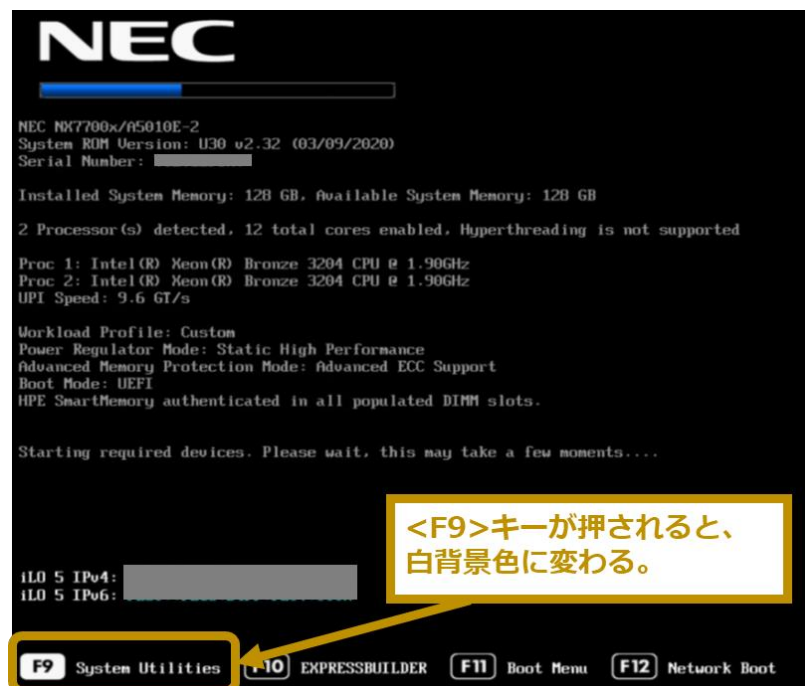 NEC
NEC NX7700x/A5010E-2
System ROM Version: U30 v2.32 (03/09/2020)
Serial Number:
Installed System Memory: 128 GB, Available System Memory: 128 GB
2 Processor(s) detected, 12 total cores enabled, Hyperthreading is not supported
Proc 1: Intel(R) Xeon(R) Bronze 3204 CPU @ 1.90GHz
Proc 2: Intel(R) Xeon(R) Bronze 3204 CPU @ 1.90GHz
UPI Speed: 9.6 GT/s
Workload Profile: Custom
Power Regulator Mode: Static High Performance
Advanced Memory Protection Mode: Advanced ECC Support
Boot Mode: UEFI
HPE SmartMemory authenticated in all populated DIMM slots.
Starting required devices. Please wait, this may take a few moments....
<F9>キーが押されると、
白背景色に変わる。
iLO 5 IPv4:
iLO 5 IPv6:
F9 System Utilities F10 EXPRESSBUILDER F11 Boot Menu F12 Network Boot